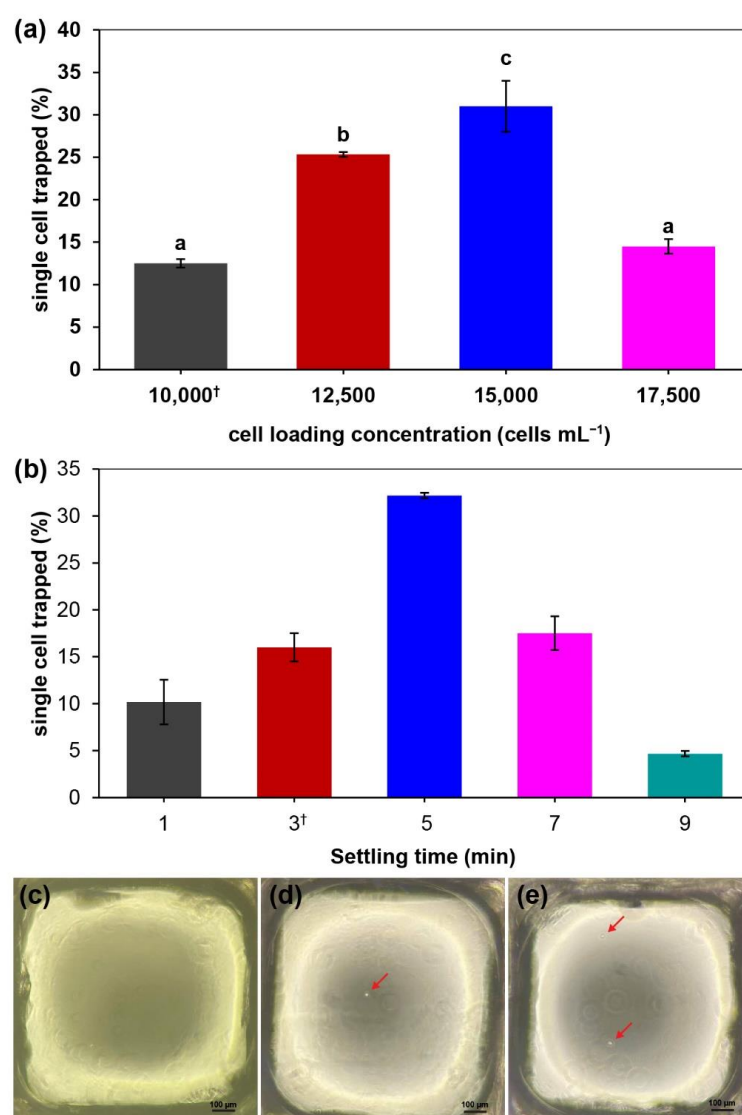 (a)
single cell trapped (%)
40
35
30
25
20
15
10
5
0
a
b
c
a
10,000†
12,500
15,000
17,500
cell loading concentration (cells mL⁻¹)
(b)
single cell trapped (%)
35
30
25
20
15
10
5
0
1
3†
5
7
9
Settling time (min)
(c)
(d)
(e)
100 µm
100 µm
100 µm